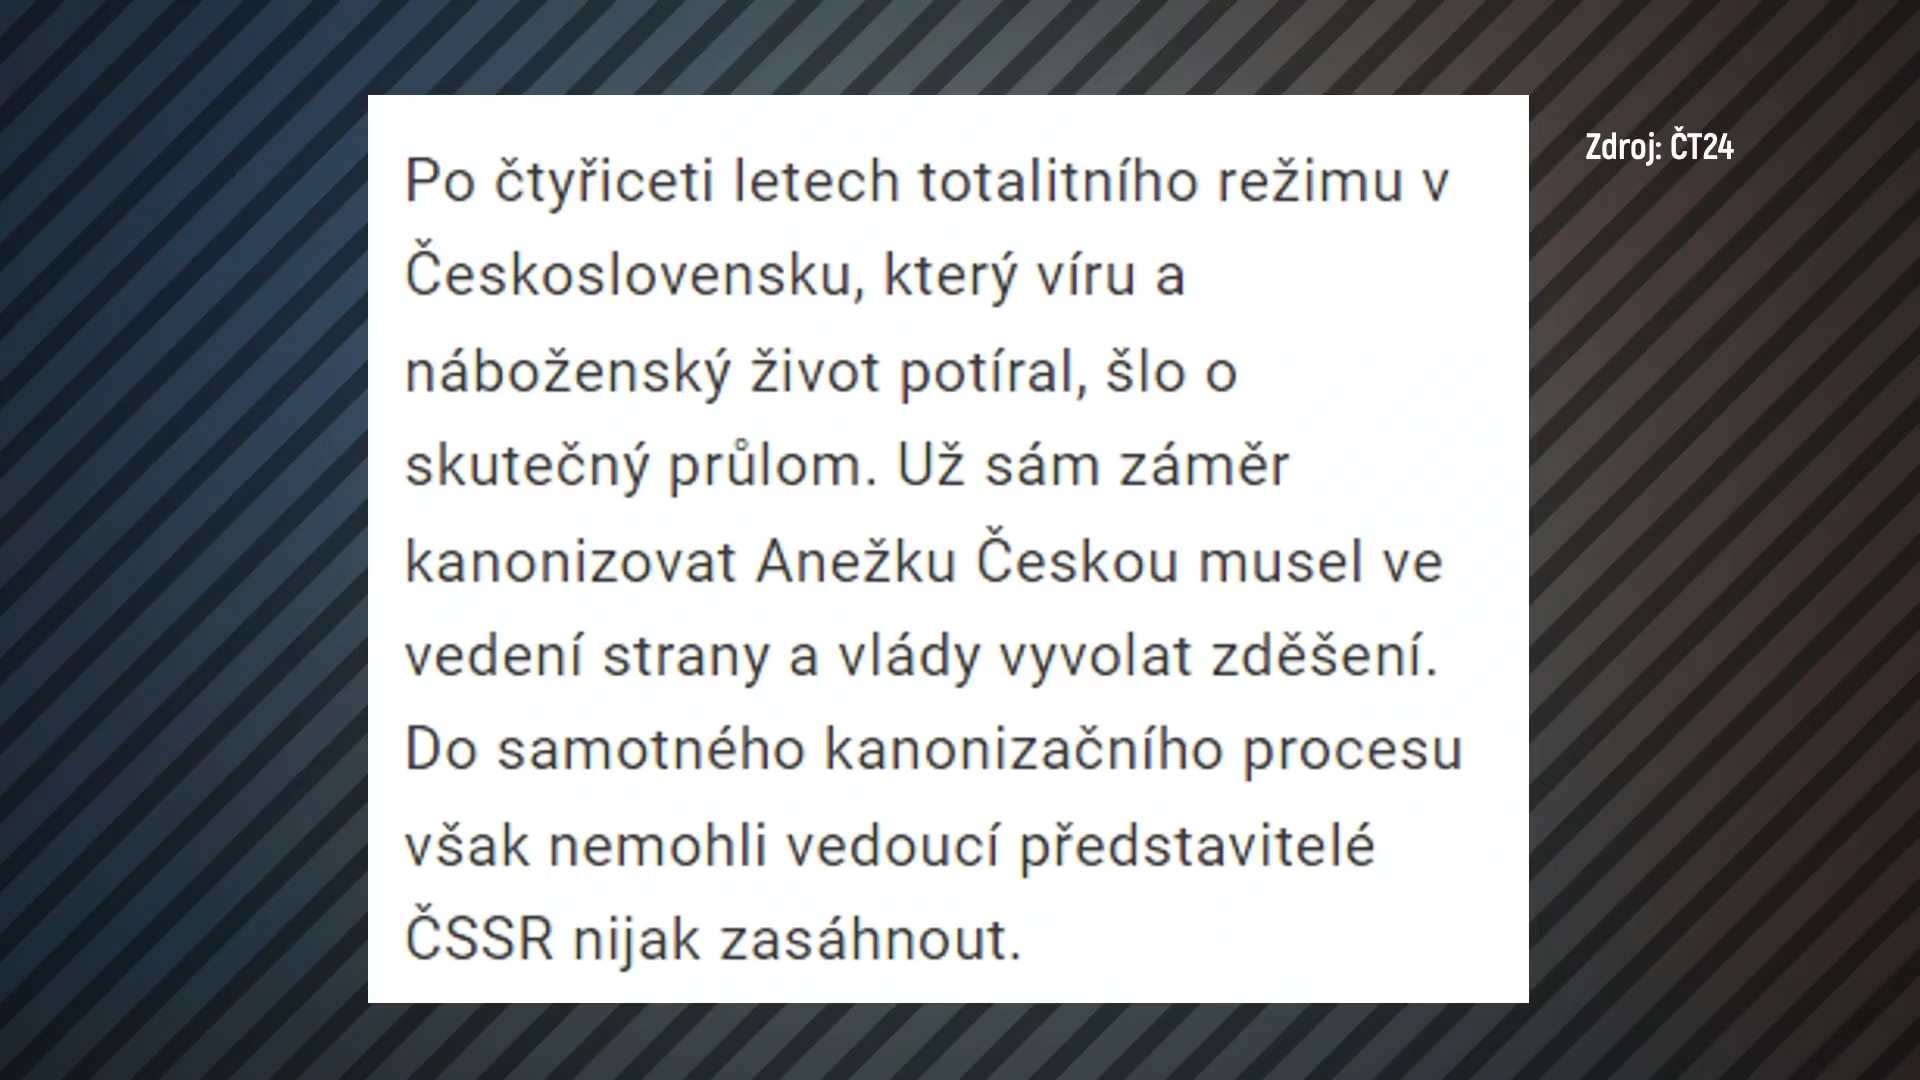 Po čtyřiceti letech totalitního režimu v
Československu, který víru a
náboženský život potíral, šlo o
skutečný průlom. Už sám záměr
kanonizovat Anežku Českou musel ve
vedení strany a vlády vyvolat zděšení.
Do samotného kanonizačního procesu
však nemohli vedoucí představitelé
ČSSR nijak zasáhnout.
Zdroj: ČT24